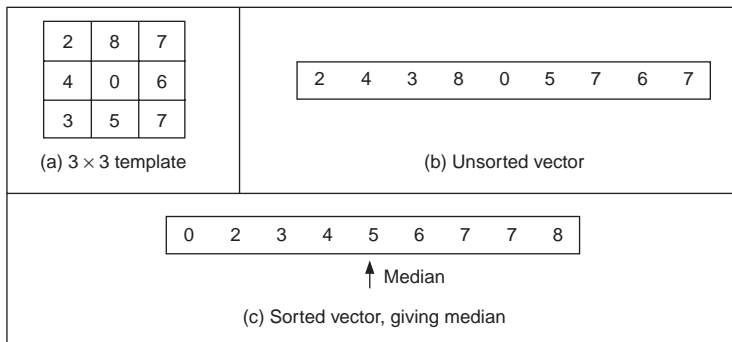 2 8 7
4 0 6
3 5 7
(a) 3 × 3 template
2 4 3 8 0 5 7 6 7
(b) Unsorted vector
0 2 3 4 5 6 7 7 8
Median
(c) Sorted vector, giving median